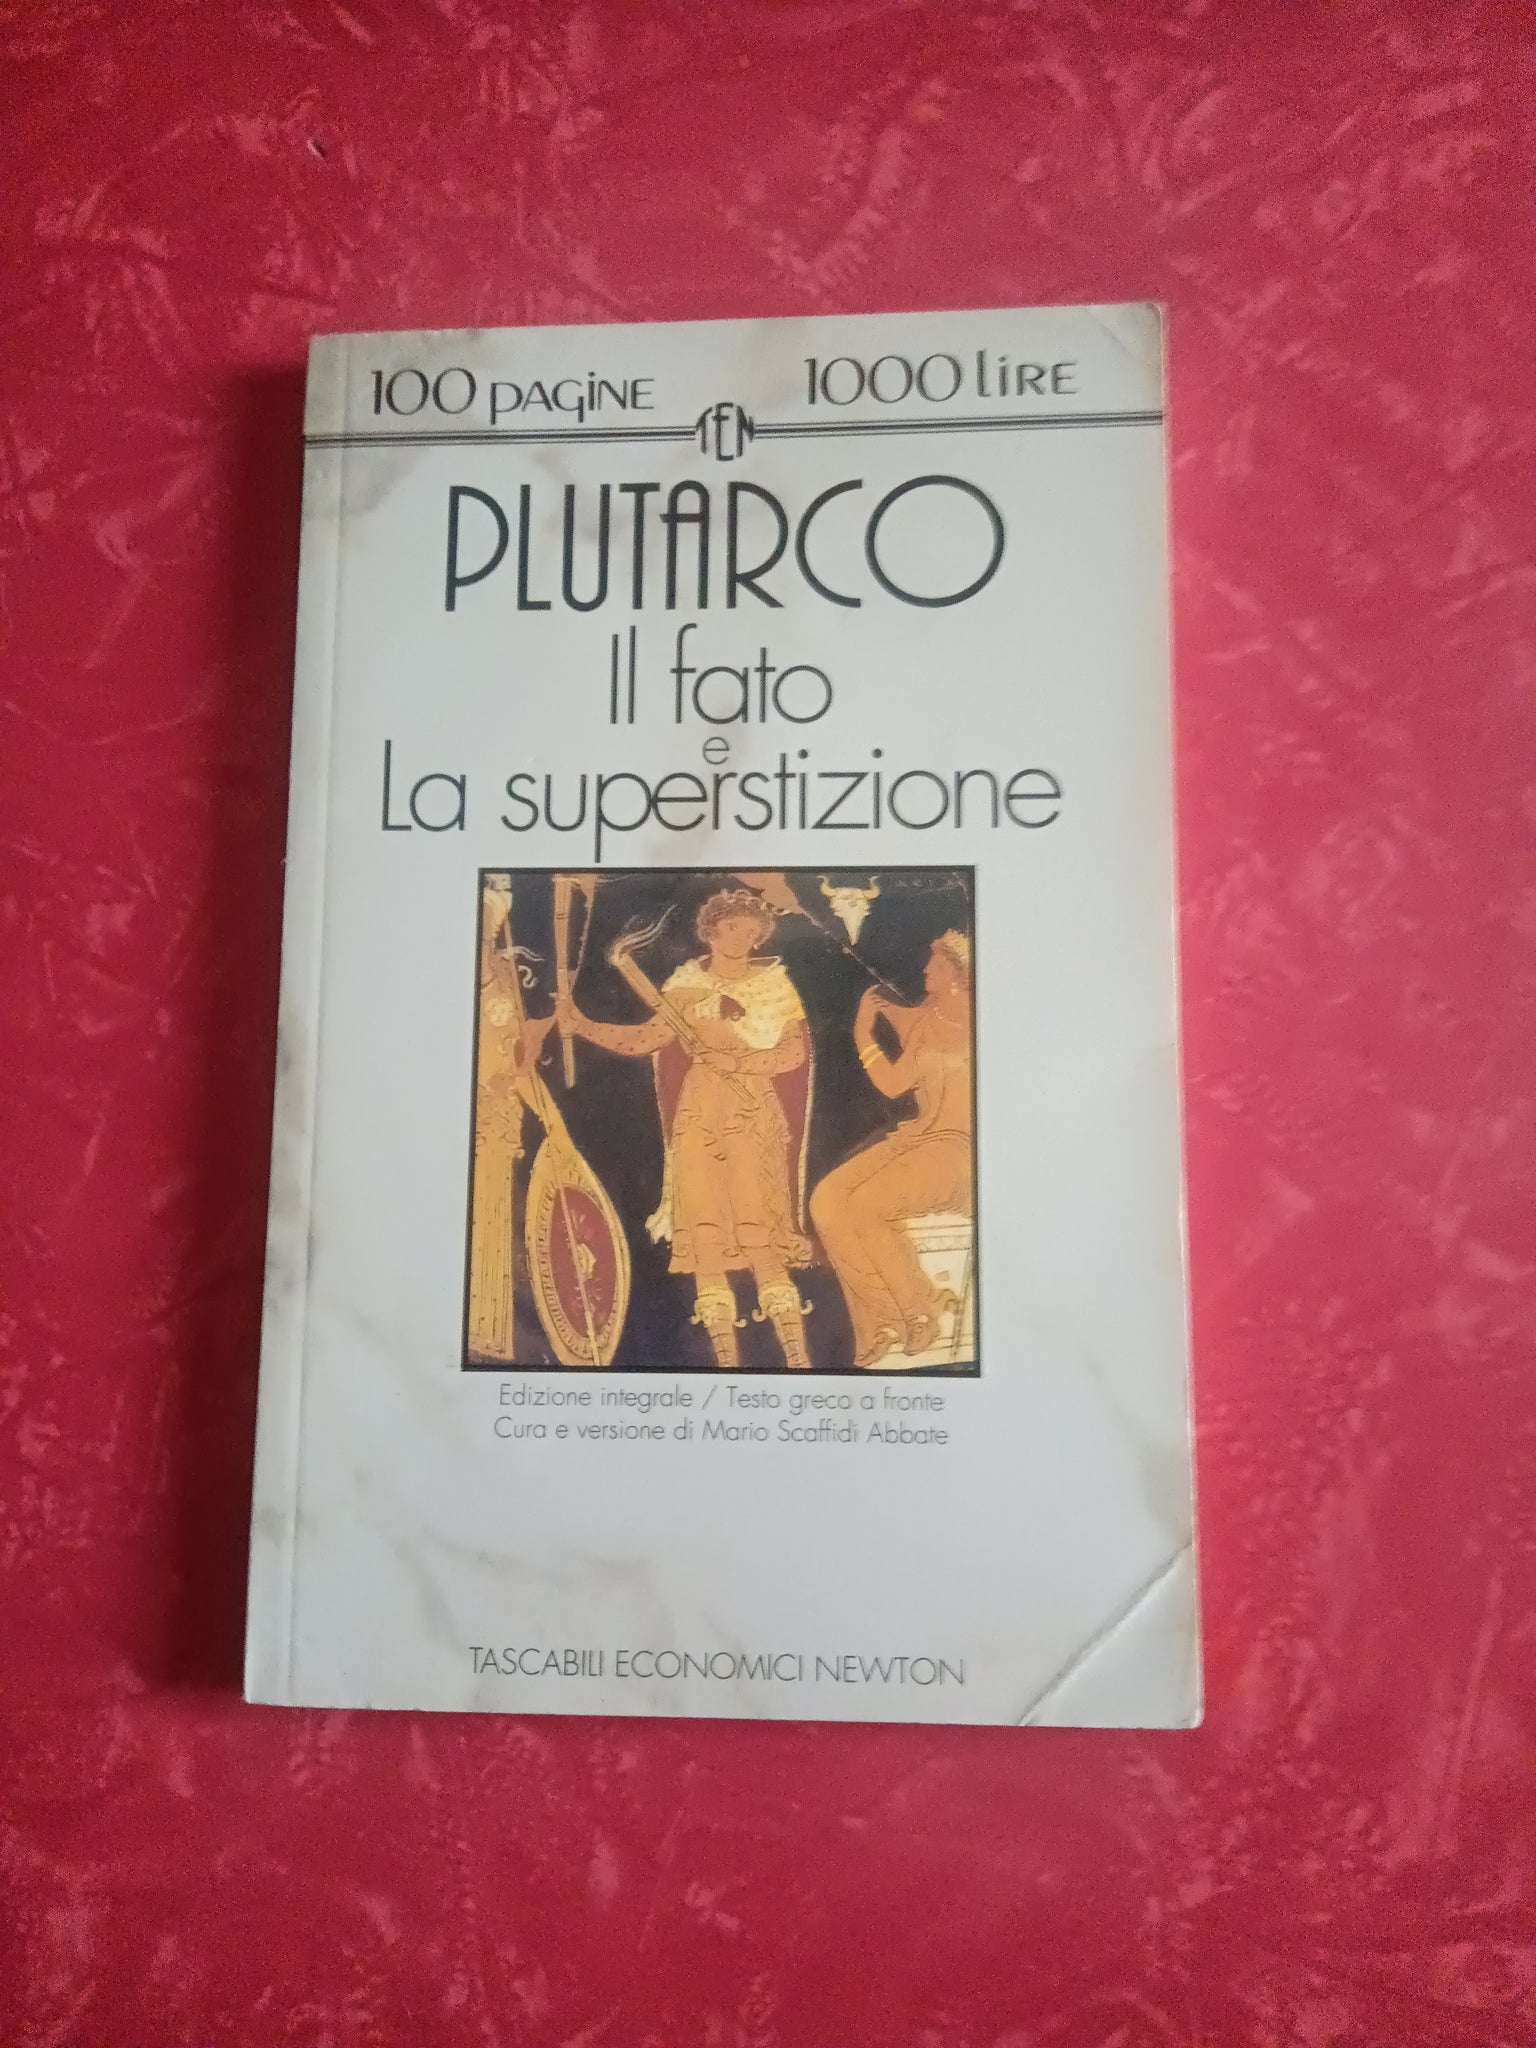 100 PAGINE 1000 LIRE
TEN
PLUTARCO
Il fato
e
La superstizione
Edizione integrale / Testo greco a fronte
Cura e versione di Mario Scaffidi Abbate
TASCABILI ECONOMICI NEWTON